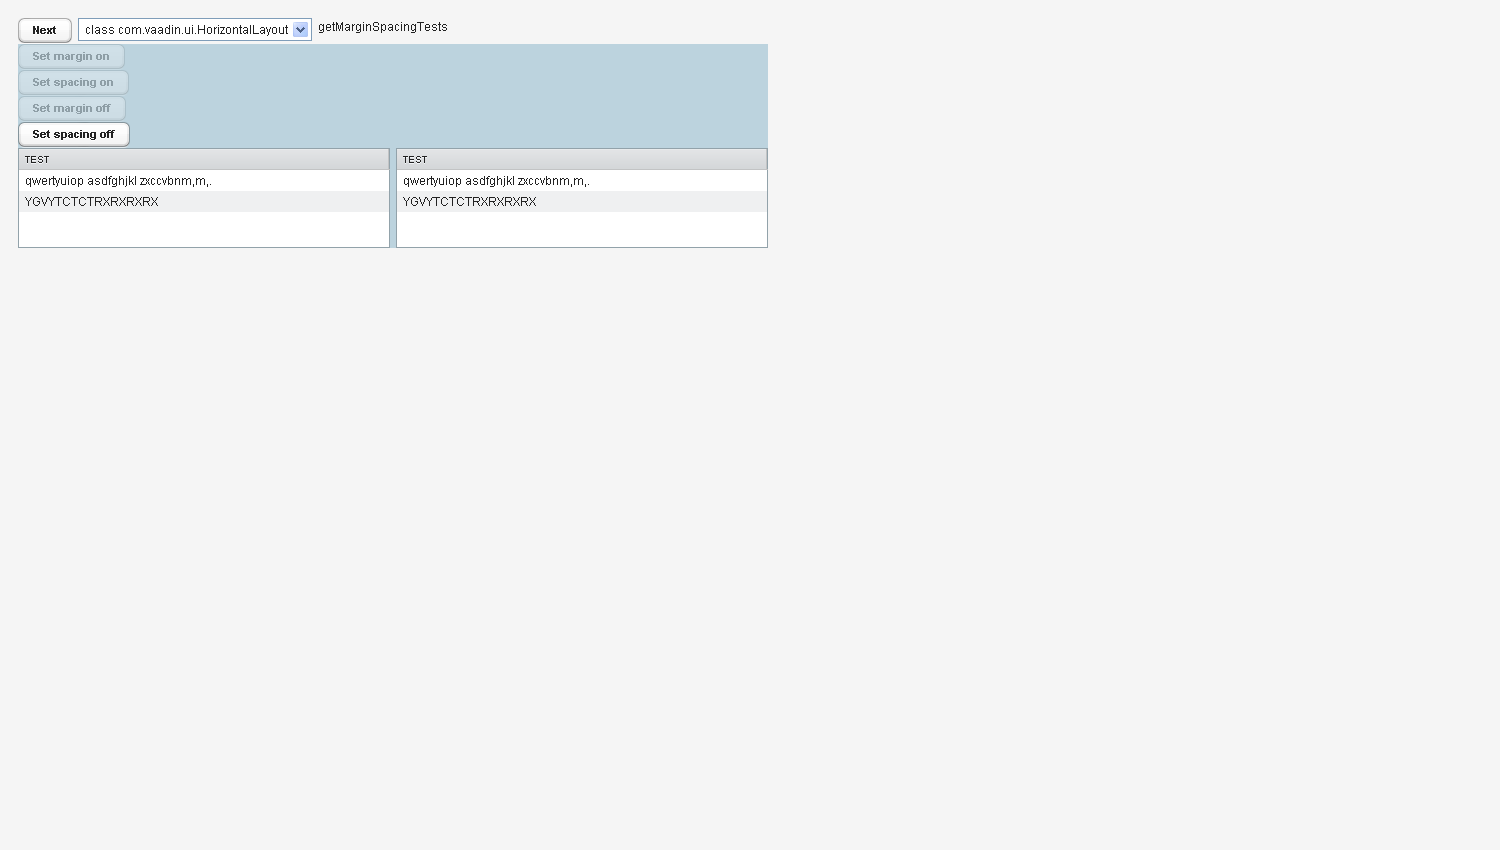 Next class com.vaadin.ui.HorizontalLayout getMarginSpacingTests
Set margin on
Set spacing on
Set margin off
Set spacing off
TEST TEST
qwertyuiop asdfghjkl zxccvbnm,m,. qwertyuiop asdfghjkl zxccvbnm,m,.
YGVYTCTCTRXRXRXRX YGVYTCTCTRXRXRXRX